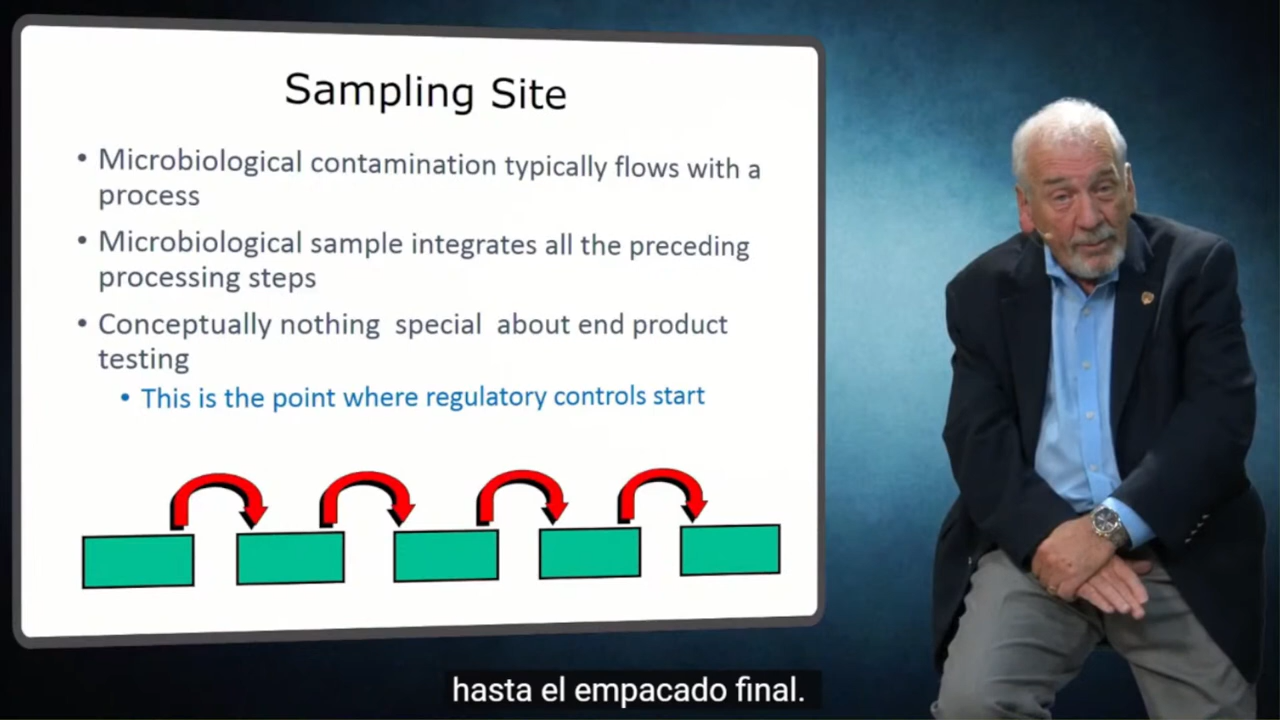 Sampling Site
• Microbiological contamination typically flows with a
process
• Microbiological sample integrates all the preceding
processing steps
• Conceptually nothing special about end product
testing
• This is the point where regulatory controls start
hasta el empacado final.